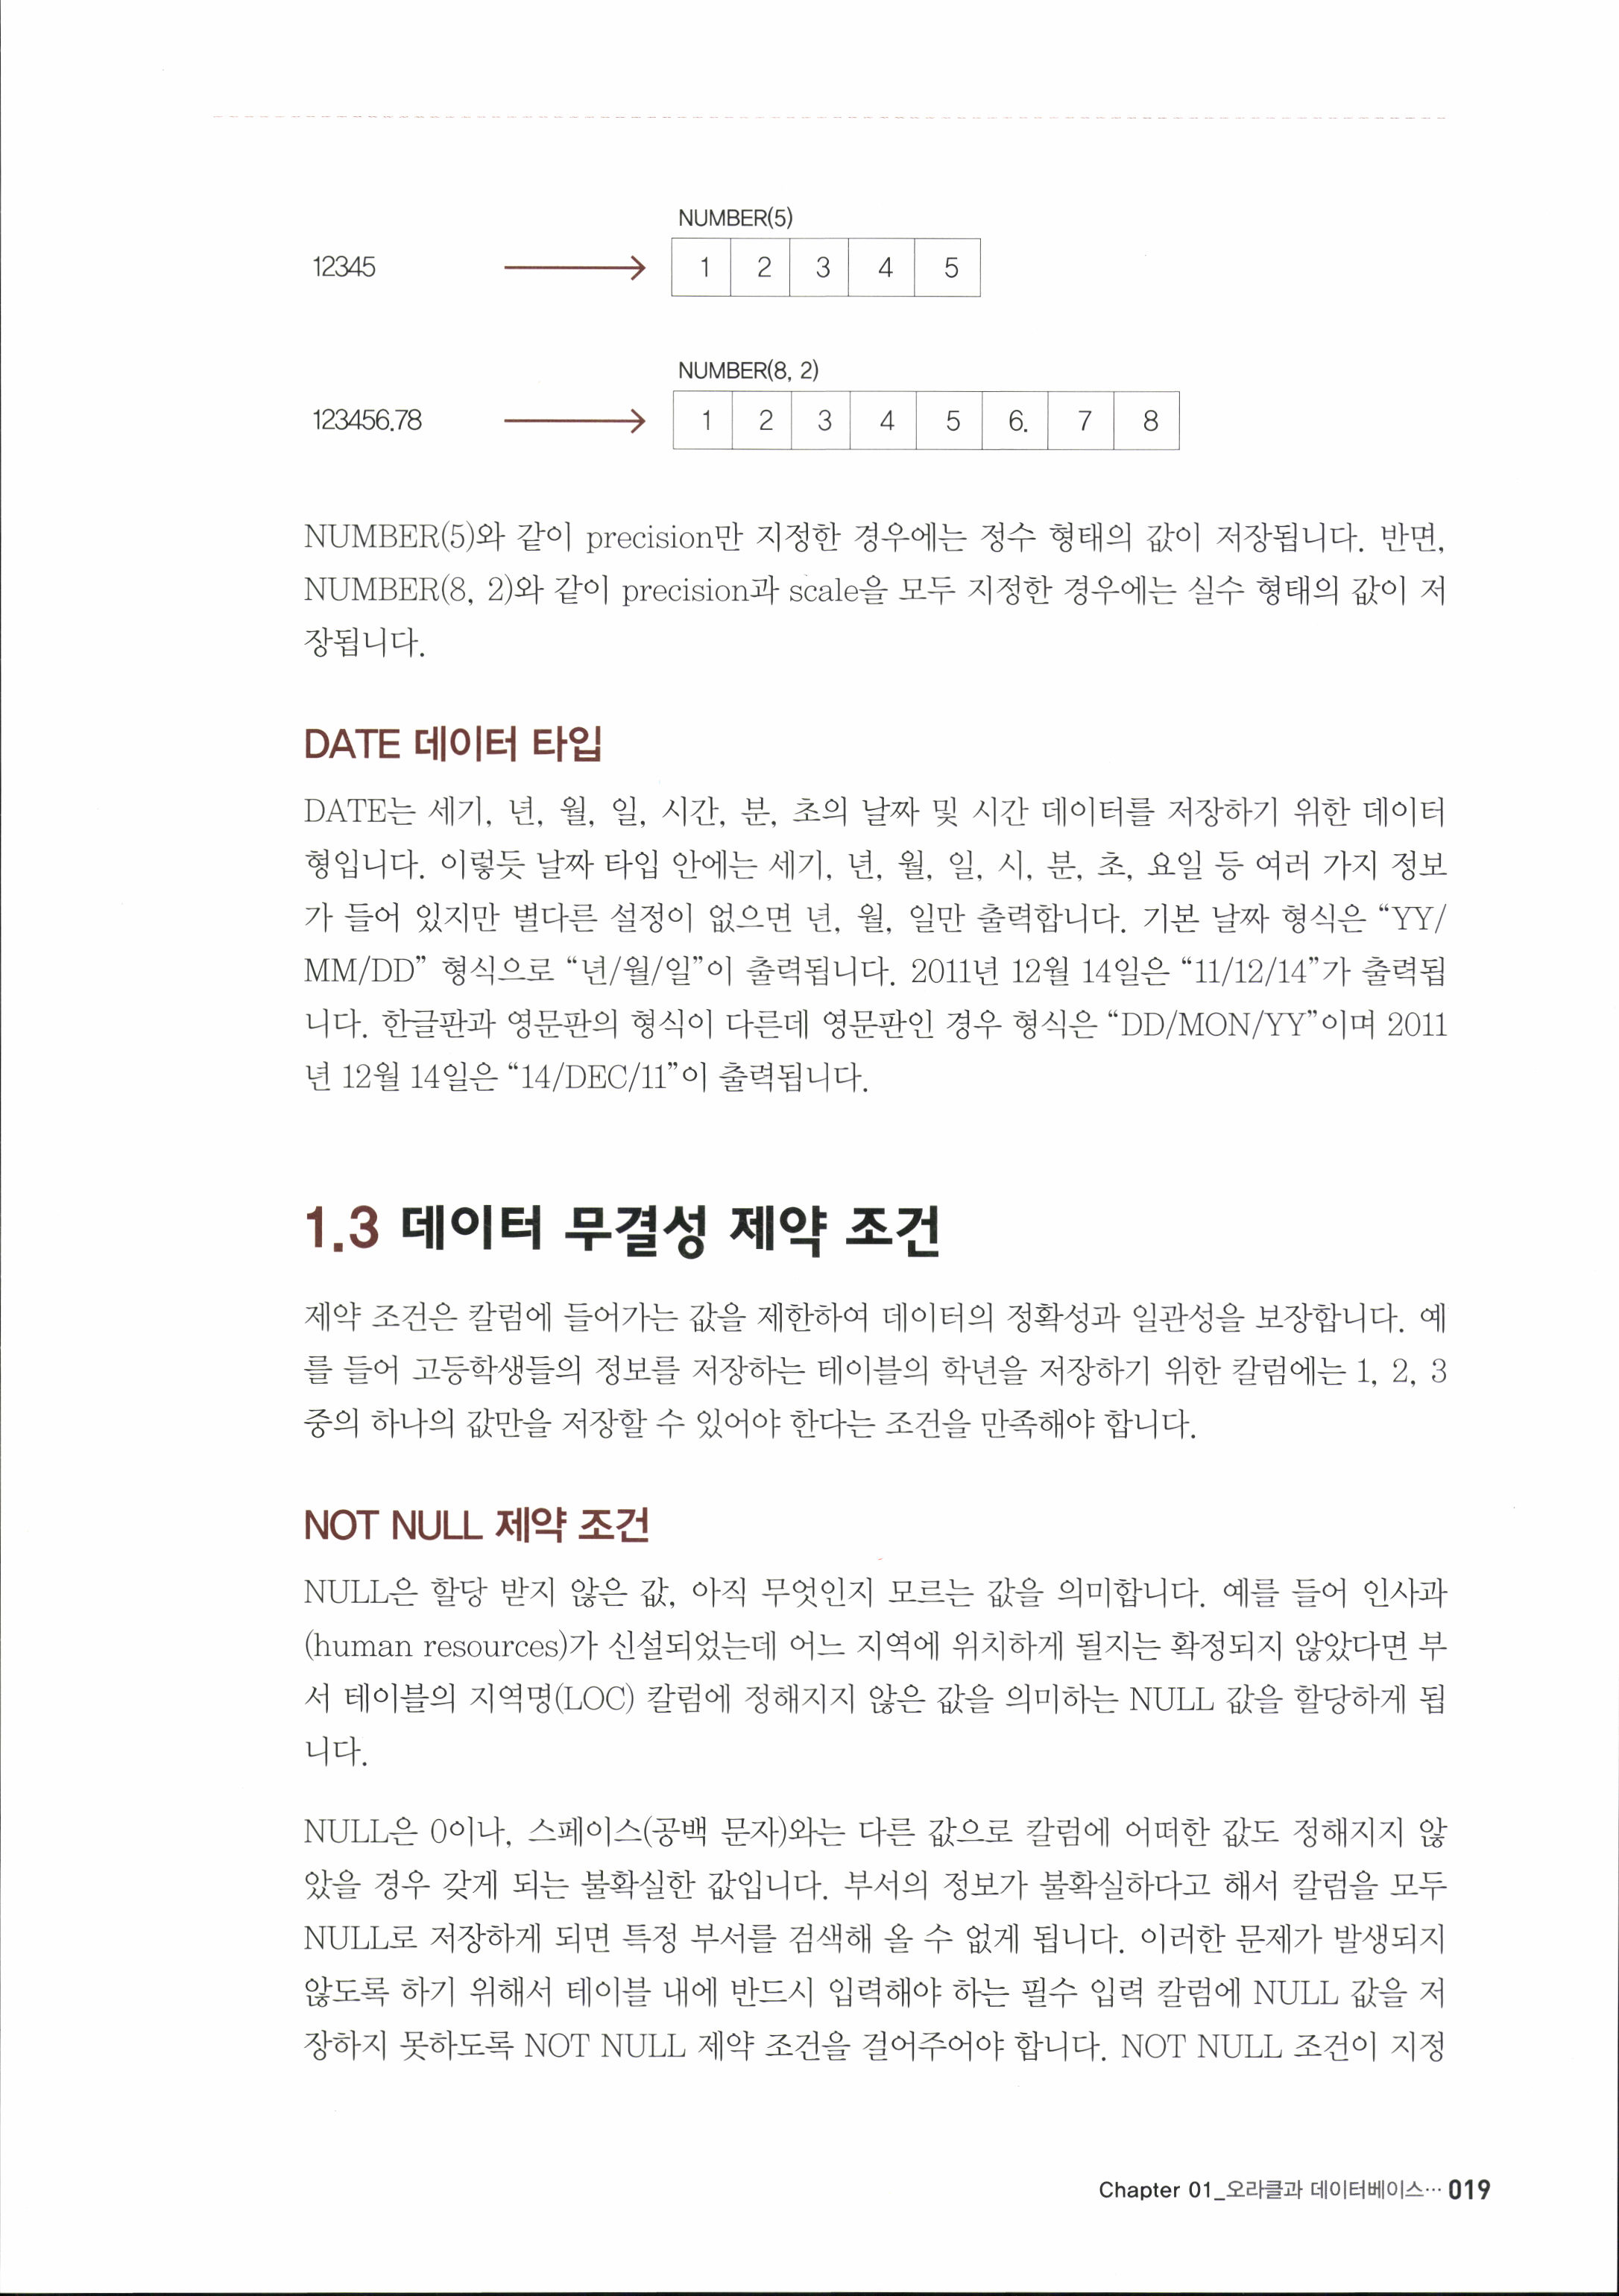 NUMBER(5)
12345 1 2 3 4 5
NUMBER(8, 2)
123456.78 1 2 3 4 5 6. 7 8
NUMBER(5)와 같이 precision만 지정한 경우에는 정수 형태의 값이 저장됩니다. 반면,
NUMBER(8, 2)와 같이 precision과 scale을 모두 지정한 경우에는 실수 형태의 값이 저
장됩니다.
DATE 데이터 타입
DATE는 세기, 년, 월, 일, 시간, 분, 초의 날짜 및 시간 데이터를 저장하기 위한 데이터
형입니다. 이렇듯 날짜 타입 안에는 세기, 년, 월, 일, 시, 분, 초, 요일 등 여러 가지 정보
가 들어 있지만 별다른 설정이 없으면 년, 월, 일만 출력합니다. 기본 날짜 형식은 “YY/
MM/DD” 형식으로 “년/월/일”이 출력됩니다. 2011년 12월 14일은 “11/12/14”가 출력됩
니다. 한글판과 영문판의 형식이 다른데 영문판인 경우 형식은 “DD/MON/YY”이며 2011
년 12월 14일은 “14/DEC/11”이 출력됩니다.
1.3 데이터 무결성 제약 조건
제약 조건은 칼럼에 들어가는 값을 제한하여 데이터의 정확성과 일관성을 보장합니다. 예
를 들어 고등학생들의 정보를 저장하는 테이블의 학년을 저장하기 위한 칼럼에는 1, 2, 3
중의 하나의 값만을 저장할 수 있어야 한다는 조건을 만족해야 합니다.
NOT NULL 제약 조건
NULL은 할당 받지 않은 값, 아직 무엇인지 모르는 값을 의미합니다. 예를 들어 인사과
(human resources)가 신설되었는데 어느 지역에 위치하게 될지는 확정되지 않았다면 부
서 테이블의 지역명(LOC) 칼럼에 정해지지 않은 값을 의미하는 NULL 값을 할당하게 됩
니다.
NULL은 0이나, 스페이스(공백 문자)와는 다른 값으로 칼럼에 어떠한 값도 정해지지 않
았을 경우 갖게 되는 불확실한 값입니다. 부서의 정보가 불확실하다고 해서 칼럼을 모두
NULL로 저장하게 되면 특정 부서를 검색해 올 수 없게 됩니다. 이러한 문제가 발생되지
않도록 하기 위해서 테이블 내에 반드시 입력해야 하는 필수 입력 칼럼에 NULL 값을 저
장하지 못하도록 NOT NULL 제약 조건을 걸어주어야 합니다. NOT NULL 조건이 지정
Chapter 01_오라클과 데이터베이스… 019